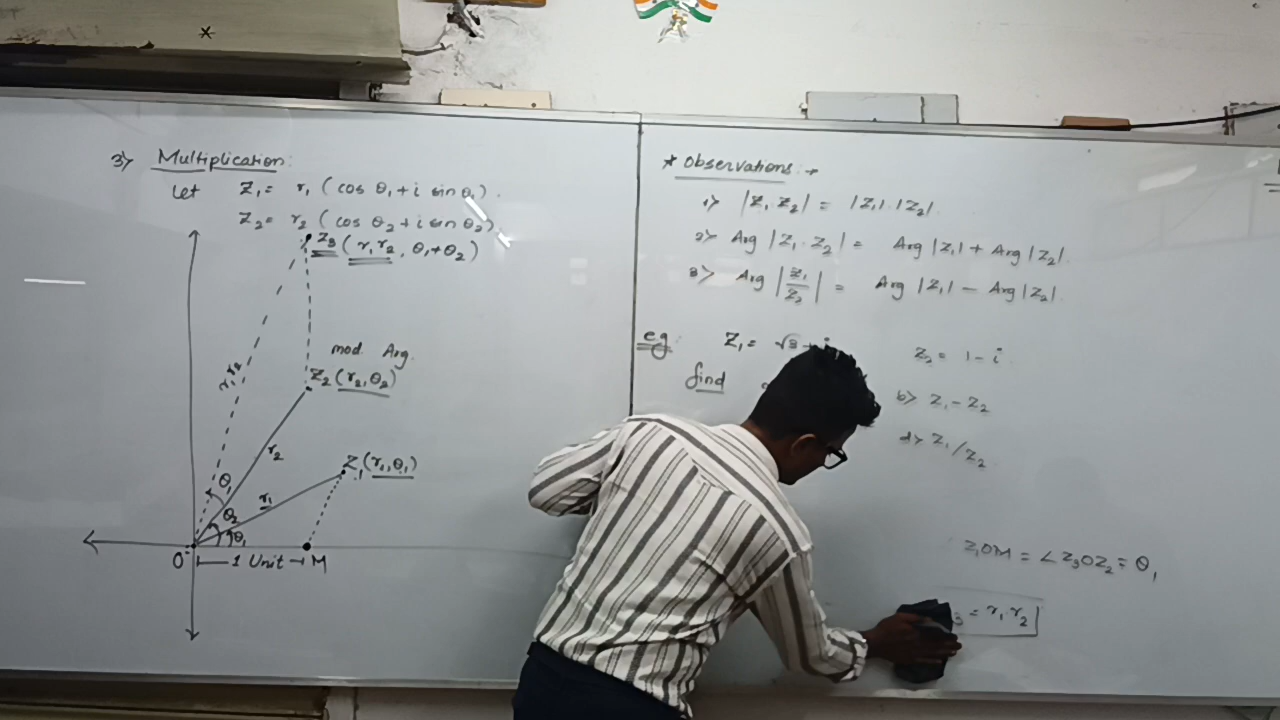 3) Multiplication:
Let Z₁ = r₁ (cos θ₁ + i sin θ₁).
Z₂ = r₂ (cos θ₂ + i sin θ₂)
Z₃ (r₁r₂, θ₁+θ₂)
r₁r₂
mod Arg.
Z₂ (r₂, θ₂)
r₂
Z₁ (r₁, θ₁)
r₁
θ₁
θ₂
θ₁
O 1 Unit M
* Observations :→
1) |Z₁ Z₂| = |Z₁|.|Z₂|.
2) Arg |Z₁ . Z₂| = Arg |Z₁| + Arg |Z₂|.
3) Arg |Z₁/Z₂| = Arg |Z₁| - Arg |Z₂|.
eg: Z₁ = √3 + i Z₂ = 1 - i
find
b) Z₁ - Z₂
d) Z₁/Z₂
Z₁OM = ∠Z₃OZ₂ = θ₁
3 = r₁ r₂